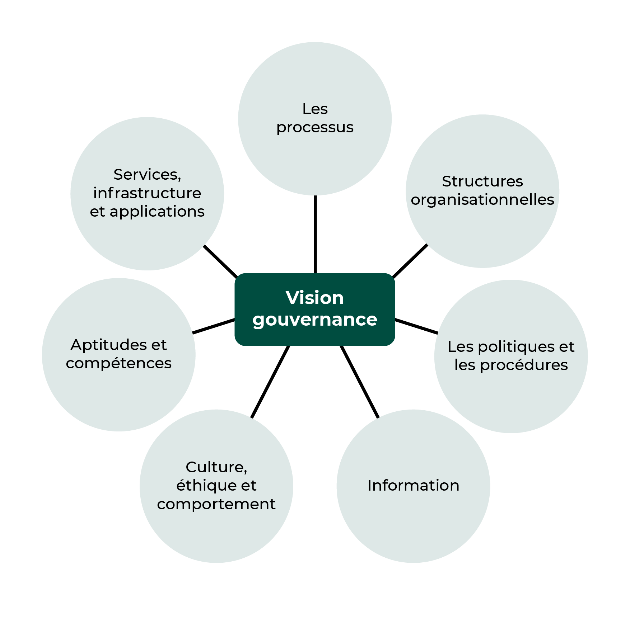 Les
processus
Structures
organisationnelles
Les politiques et
les procédures
Information
Culture,
éthique et
comportement
Aptitudes et
compétences
Services,
infrastructure
et applications
Vision
gouvernance